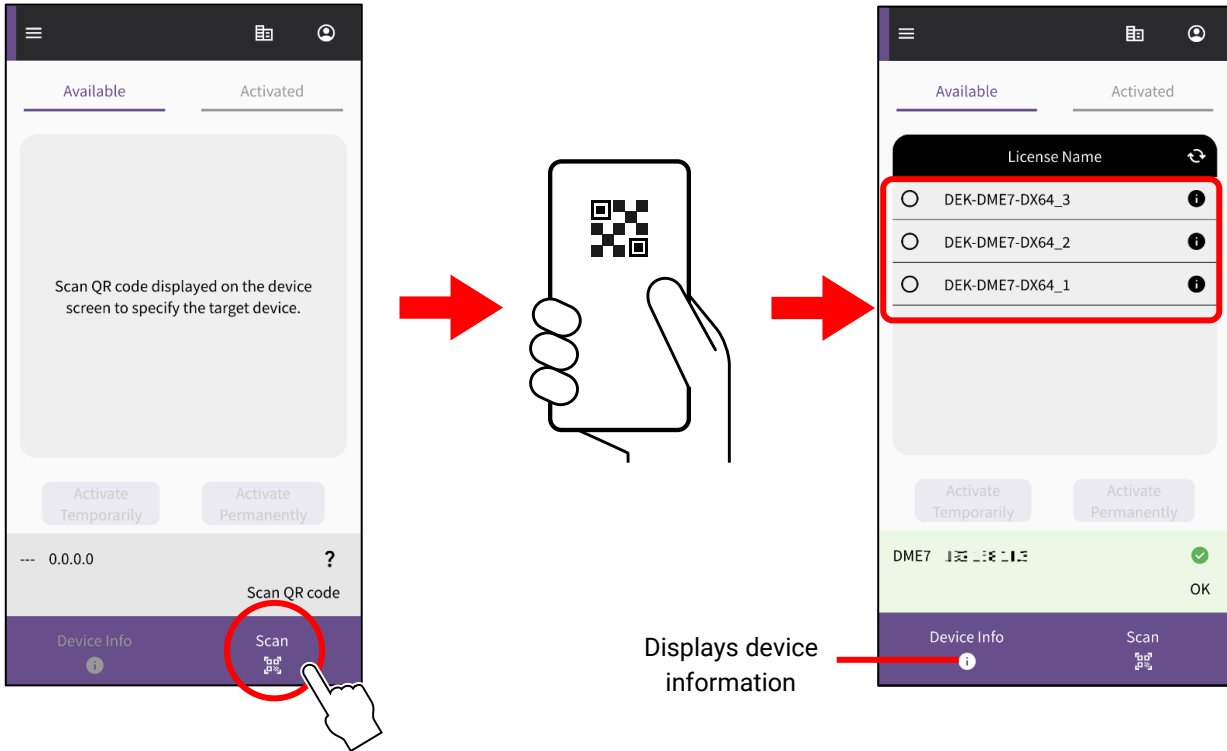 Available
Activated
Scan QR code displayed on the device
screen to specify the target device.
Activate
Temporarily
Activate
Permanently
--- 0.0.0.0
?
Scan QR code
Device Info
Scan
Available
Activated
License Name
DEK-DME7-DX64_3
DEK-DME7-DX64_2
DEK-DME7-DX64_1
Activate
Temporarily
Activate
Permanently
DME7
OK
Device Info
Scan
Displays device
information